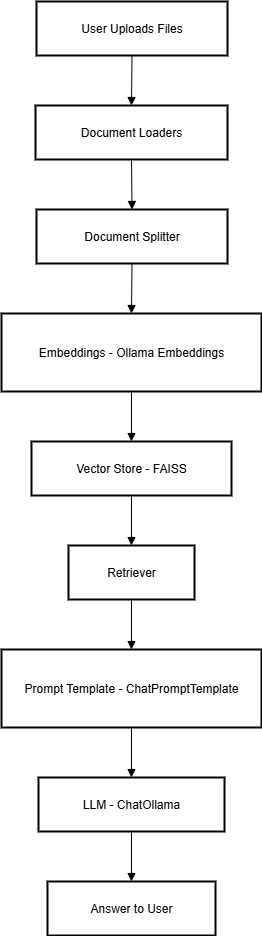 User Uploads Files
Document Loaders
Document Splitter
Embeddings - Ollama Embeddings
Vector Store - FAISS
Retriever
Prompt Template - ChatPromptTemplate
LLM - ChatOllama
Answer to User